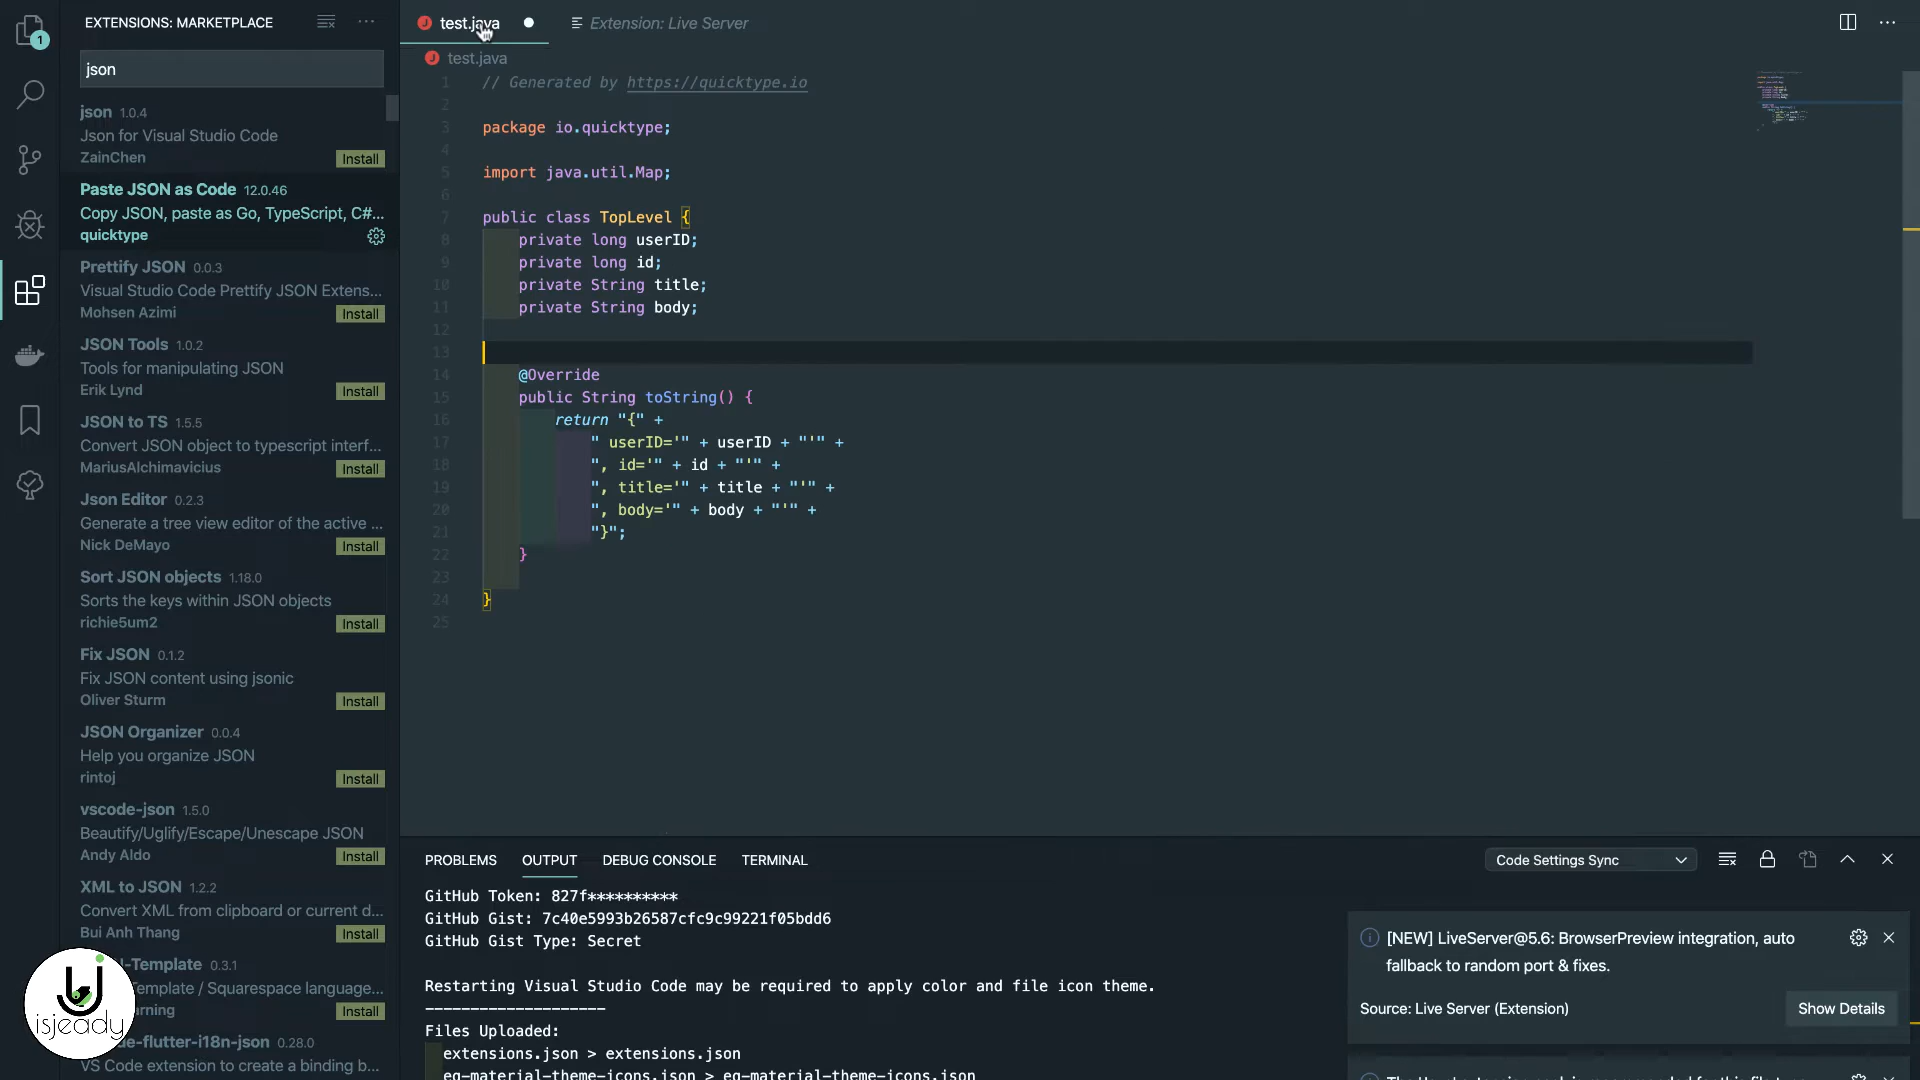 EXTENSIONS: MARKETPLACE
1
json
json 1.0.4
Json for Visual Studio Code
ZainChen
Install
Paste JSON as Code 12.0.46
Copy JSON, paste as Go, TypeScript, C#...
quicktype
Prettify JSON 0.0.3
Visual Studio Code Prettify JSON Extens...
Mohsen Azimi
Install
JSON Tools 1.0.2
Tools for manipulating JSON
Erik Lynd
Install
JSON to TS 1.5.5
Convert JSON object to typescript interf...
MariusAlchimavicius
Install
Json Editor 0.2.3
Generate a tree view editor of the active ...
Nick DeMayo
Install
Sort JSON objects 1.18.0
Sorts the keys within JSON objects
richie5um2
Install
Fix JSON 0.1.2
Fix JSON content using jsonic
Oliver Sturm
Install
JSON Organizer 0.0.4
Help you organize JSON
rintoj
Install
vscode-json 1.5.0
Beautify/Uglify/Escape/Unescape JSON
Andy Aldo
Install
XML to JSON 1.2.2
Convert XML from clipboard or current d...
Bui Anh Thang
Install
-Template 0.3.1
Template / Squarespace language...
Install
de-flutter-i18n-json 0.28.0
VS Code extension to create a binding b...
isjeady
test.java
Extension: Live Server
test.java
1 // Generated by https://quicktype.io
2
3 package io.quicktype;
4
5 import java.util.Map;
6
7 public class TopLevel {
8 private long userID;
9 private long id;
10 private String title;
11 private String body;
12
13
14 @Override
15 public String toString() {
16 return "{" +
17 " userID='" + userID + "'" +
18 ", id='" + id + "'" +
19 ", title='" + title + "'" +
20 ", body='" + body + "'" +
21 "}";
22 }
23
24 }
25
PROBLEMS OUTPUT DEBUG CONSOLE TERMINAL
Code Settings Sync
GitHub Token: 827f**********
GitHub Gist: 7c40e5993b26587cfc9c99221f05bdd6
GitHub Gist Type: Secret
Restarting Visual Studio Code may be required to apply color and file icon theme.
--------------------
Files Uploaded:
extensions.json > extensions.json
eq-material-theme-icons.json > eq-material-theme-icons.json
[NEW] LiveServer@5.6: BrowserPreview integration, auto
fallback to random port & fixes.
Source: Live Server (Extension)
Show Details